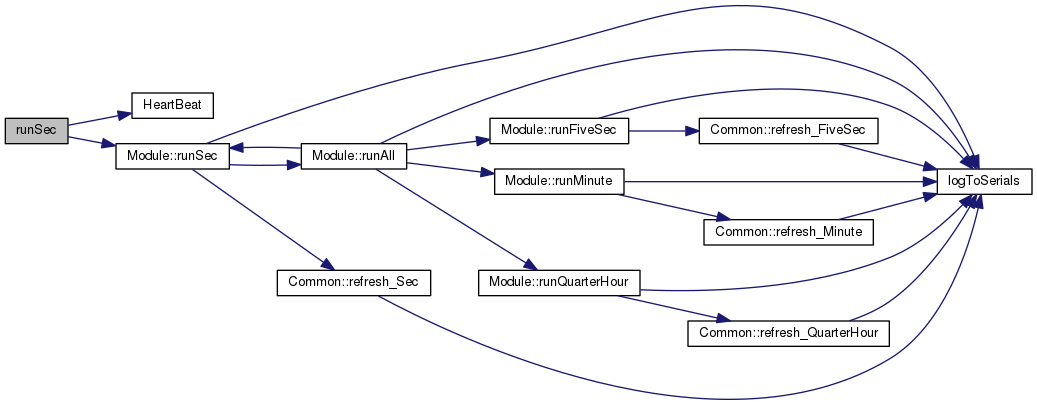 runSec
HeartBeat
Module::runSec
Module::runAll
Module::runFiveSec
Common::refresh_FiveSec
Module::runMinute
logToSerials
Common::refresh_Minute
Common::refresh_Sec
Module::runQuarterHour
Common::refresh_QuarterHour